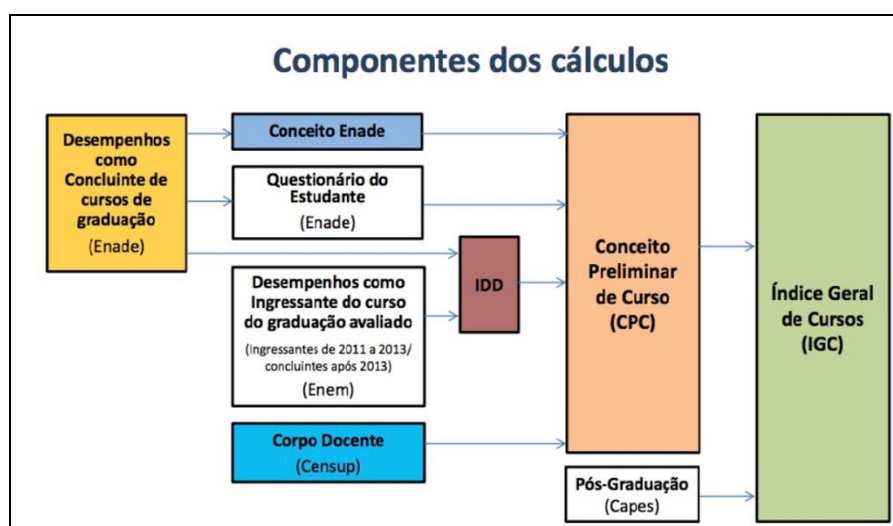 Componentes dos cálculos
Desempenhos
como
Concluinte de
cursos de
graduação
(Enade)
Conceito Enade
Questionário do
Estudante
(Enade)
Desempenhos como
Ingressante do curso
do graduação avaliado
(Ingressantes de 2011 a 2013/
concluintes após 2013)
(Enem)
IDD
Corpo Docente
(Censup)
Conceito
Preliminar
de Curso
(CPC)
Pós-Graduação
(Capes)
Índice Geral
de Cursos
(IGC)